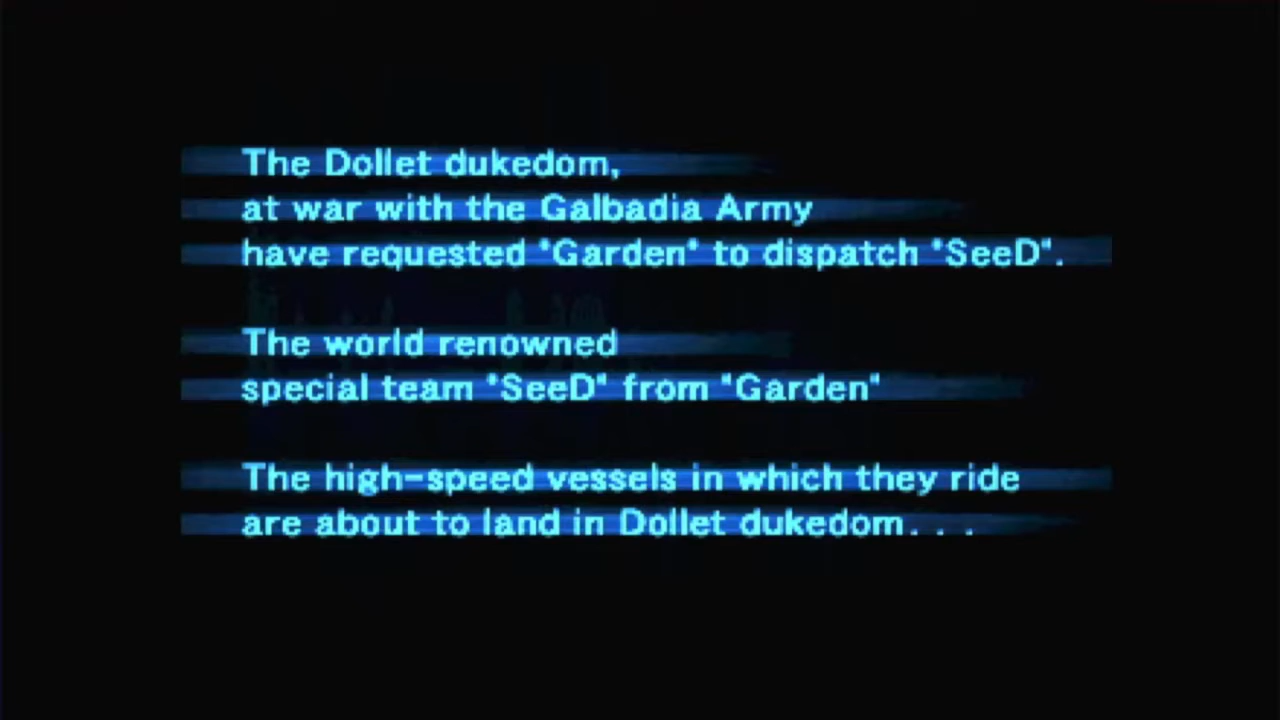 The Dollet dukedom,
at war with the Galbadia Army
have requested "Garden" to dispatch "SeeD".
The world renowned
special team "SeeD" from "Garden"
The high-speed vessels in which they ride
are about to land in Dollet dukedom. . .